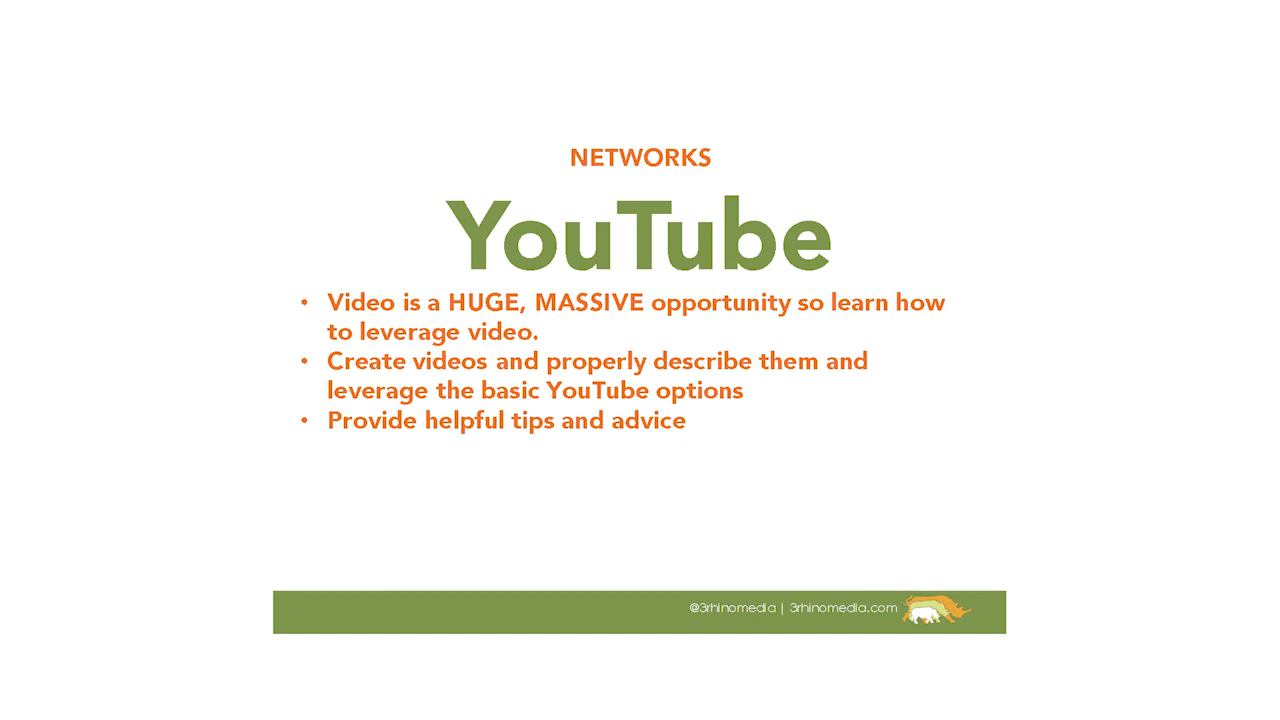 NETWORKS
YouTube
• Video is a HUGE, MASSIVE opportunity so learn how
to leverage video.
• Create videos and properly describe them and
leverage the basic YouTube options
• Provide helpful tips and advice
@3rhinomedia | 3rhinomedia.com